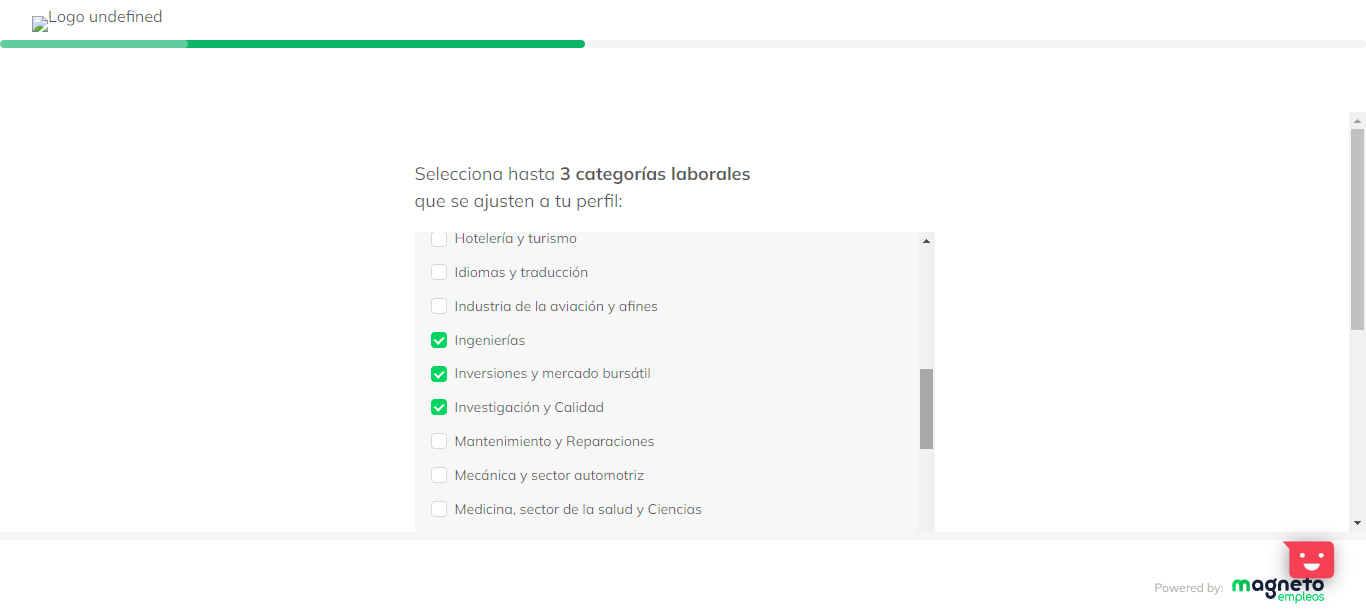 Logo undefined
Selecciona hasta 3 categorías laborales
que se ajusten a tu perfil:
Hotelería y turismo
Idiomas y traducción
Industria de la aviación y afines
Ingenierías
Inversiones y mercado bursátil
Investigación y Calidad
Mantenimiento y Reparaciones
Mecánica y sector automotriz
Medicina, sector de la salud y Ciencias
Powered by: magneto
empleos